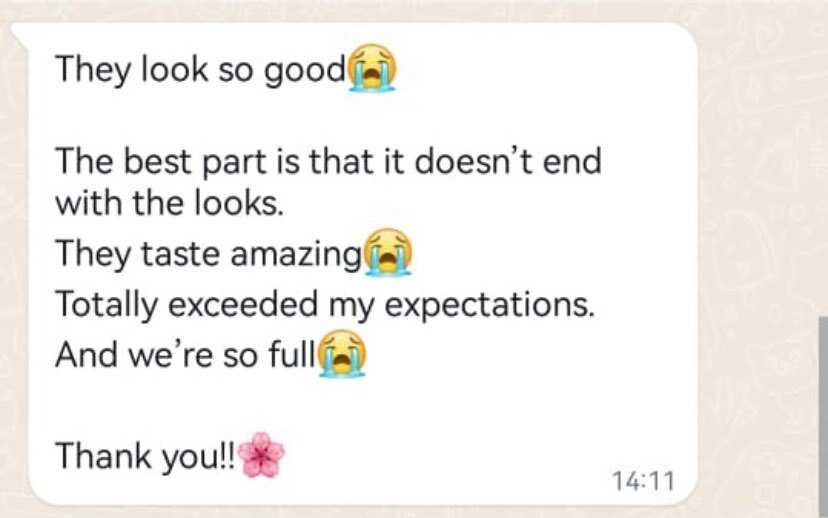 They look so good😭
The best part is that it doesn’t end
with the looks.
They taste amazing😭
Totally exceeded my expectations.
And we’re so full😭
Thank you!!🌸
14:11